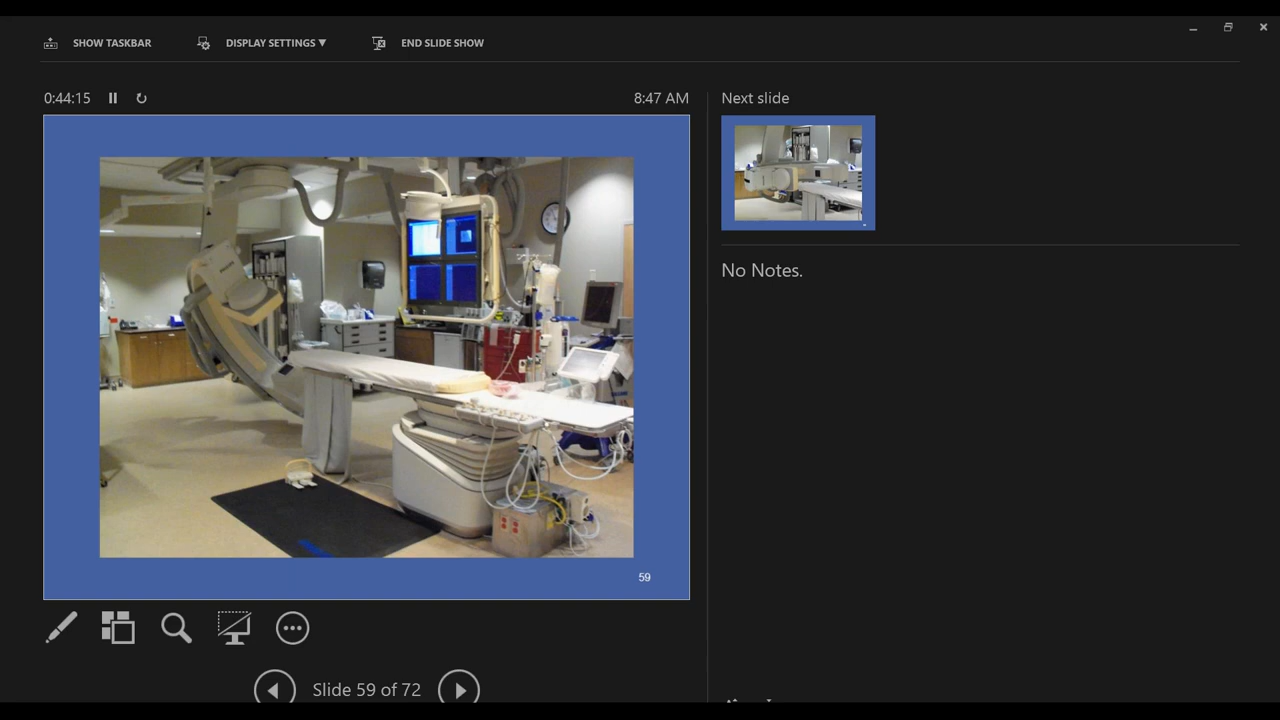 SHOW TASKBAR
DISPLAY SETTINGS ▼
END SLIDE SHOW
0:44:15
8:47 AM
Next slide
No Notes.
59
Slide 59 of 72